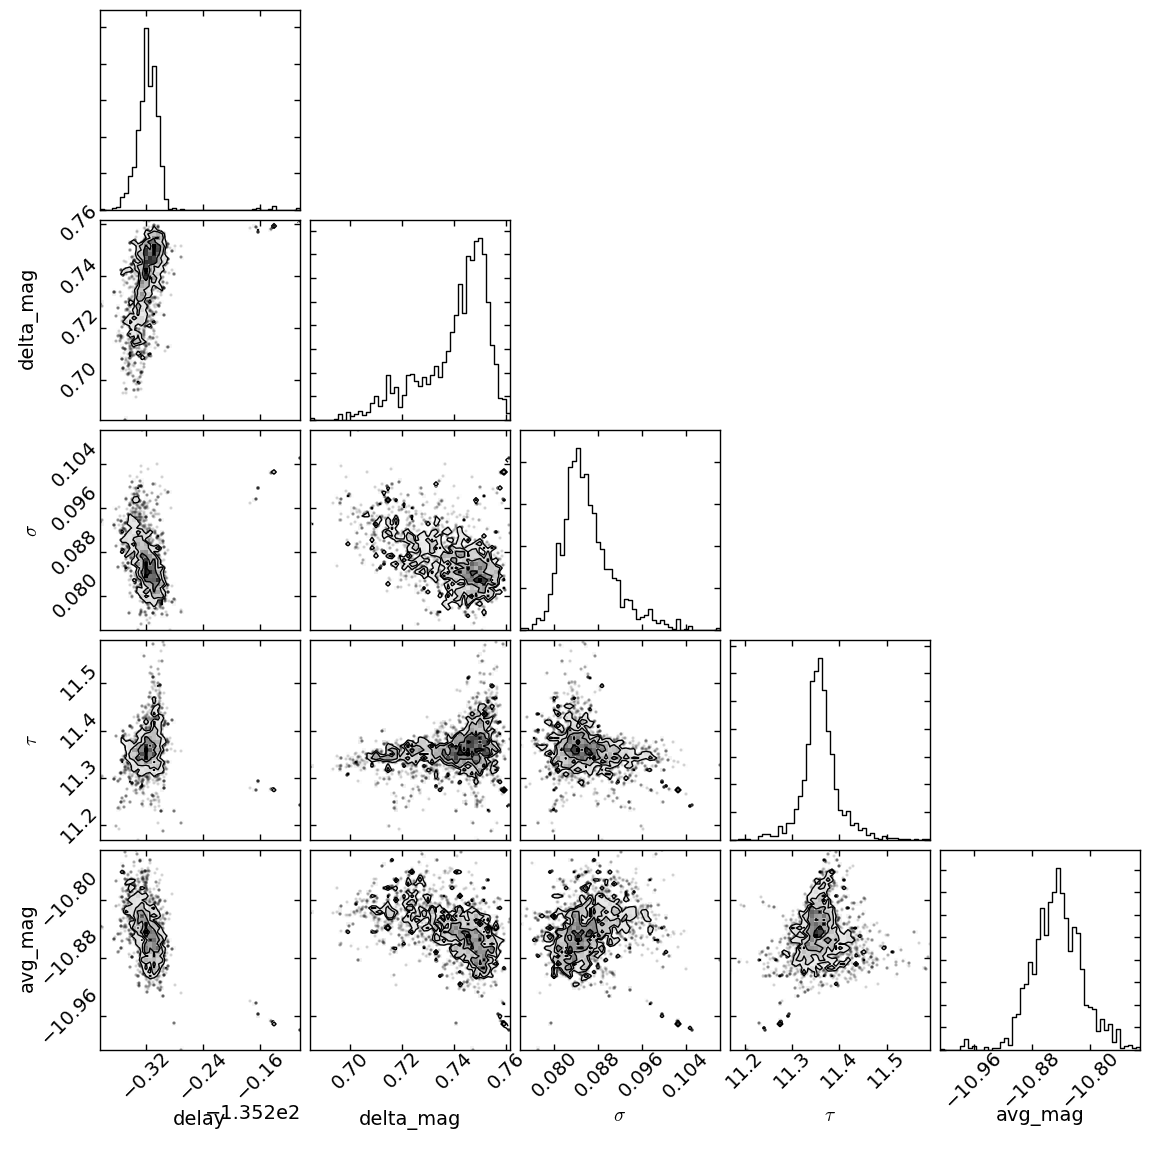 0.76
0.74
0.72
0.70
delta_mag
0.104
0.096
0.088
0.080
σ
11.5
11.4
11.3
11.2
τ
−10.80
−10.88
−10.96
avg_mag
−0.32 −0.24 −0.16
−1.352e2
delay
0.70 0.72 0.74 0.76
delta_mag
0.080 0.088 0.096 0.104
σ
11.2 11.3 11.4 11.5
τ
−10.96 −10.88 −10.80
avg_mag